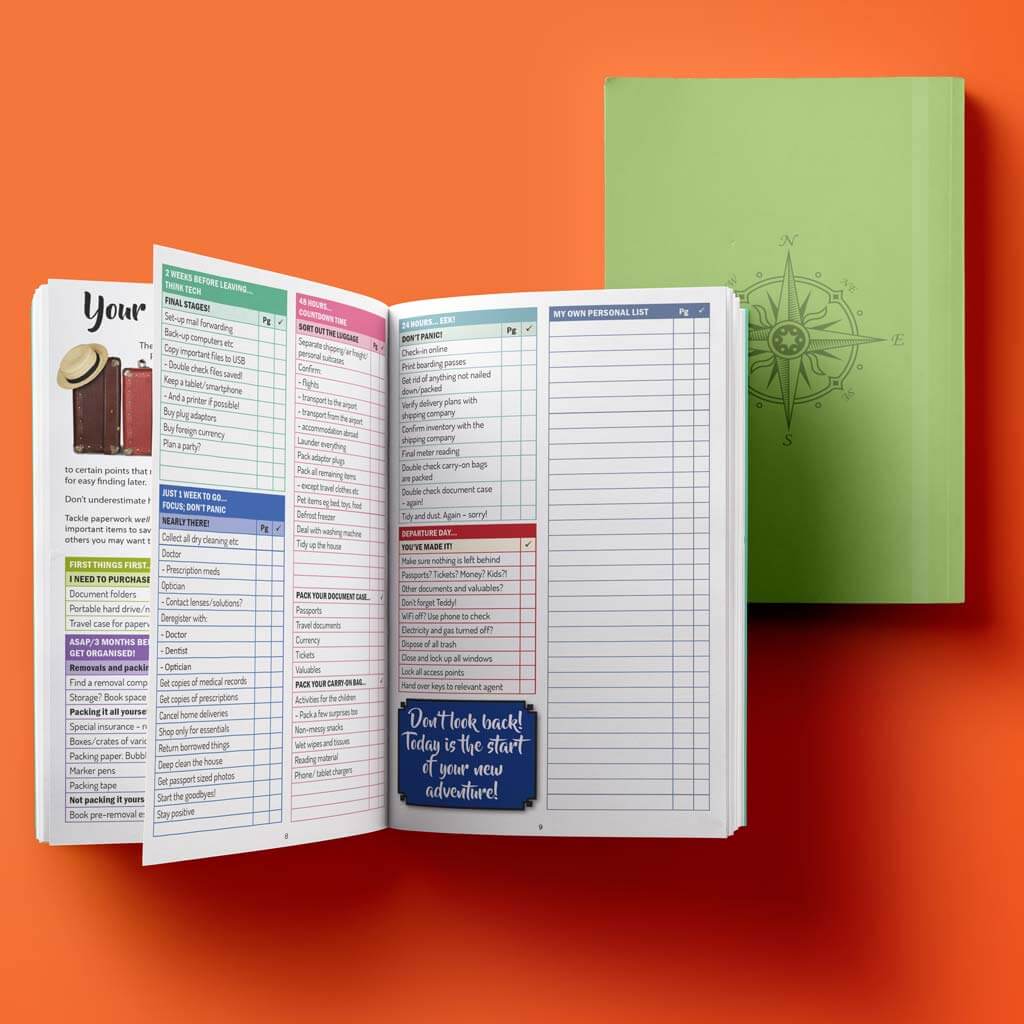 Your
The
to certain points that
for easy finding later.
Don't underestimate
Tackle paperwork well
important items to sav
others you may want t
FIRST THINGS FIRST...
I NEED TO PURCHASE
Document folders
Portable hard drive/
Travel case for paperw
ASAP/3 MONTHS BE
GET ORGANISED!
Removals and packin
Find a removal comp
Storage? Book space
Packing it all yourse
Special insurance – r
Boxes/crates of vario
Packing paper. Bubb
Marker pens
Packing tape
Not packing it yours
Book pre-removal es
2 WEEKS BEFORE LEAVING...
THINK TECH
FINAL STAGES! Pg ✓
Set-up mail forwarding
Back-up computers etc
Copy important files to USB
- Double check files saved!
Keep a tablet/smartphone
- And a printer if possible!
Buy plug adaptors
Buy foreign currency
Plan a party?
JUST 1 WEEK TO GO...
FOCUS; DON'T PANIC
NEARLY THERE! Pg ✓
Collect all dry cleaning etc
Doctor
- Prescription meds
Optician
- Contact lenses/solutions?
Deregister with:
- Doctor
- Dentist
- Optician
Get copies of medical records
Get copies of prescriptions
Cancel home deliveries
Shop only for essentials
Return borrowed things
Deep clean the house
Get passport sized photos
Start the goodbyes!
Stay positive
48 HOURS...
COUNTDOWN TIME
SORT OUT THE LUGGAGE Pg ✓
Separate shipping/air freight/
personal suitcases
Confirm:
- flights
- transport to the airport
- transport from the airport
- accommodation abroad
Launder everything
Pack adaptor plugs
Pack all remaining items
- except travel clothes etc
Pet items eg bed, toys, food
Defrost freezer
Deal with washing machine
Tidy up the house
PACK YOUR DOCUMENT CASE... ✓
Passports
Travel documents
Currency
Tickets
Valuables
PACK YOUR CARRY-ON BAG... ✓
Activities for the children
- Pack a few surprises too
Non-messy snacks
Wet wipes and tissues
Reading material
Phone/ tablet chargers
8
24 HOURS... EEK!
DON'T PANIC! Pg ✓
Check-in online
Print boarding passes
Get rid of anything not nailed
down/packed
Verify delivery plans with
shipping company
Confirm inventory with the
shipping company
Final meter reading
Double check carry-on bags
are packed
Double check document case
- again!
Tidy and dust. Again – sorry!
DEPARTURE DAY...
YOU'VE MADE IT! ✓
Make sure nothing is left behind
Passports? Tickets? Money? Kids?!
Other documents and valuables?
Don't forget Teddy!
WiFi off? Use phone to check
Electricity and gas turned off?
Dispose of all trash
Close and lock up all windows
Lock all access points
Hand over keys to relevant agent
Don't look back!
Today is the start
of your new
adventure!
9
MY OWN PERSONAL LIST Pg ✓
N
NE
E
SE
S